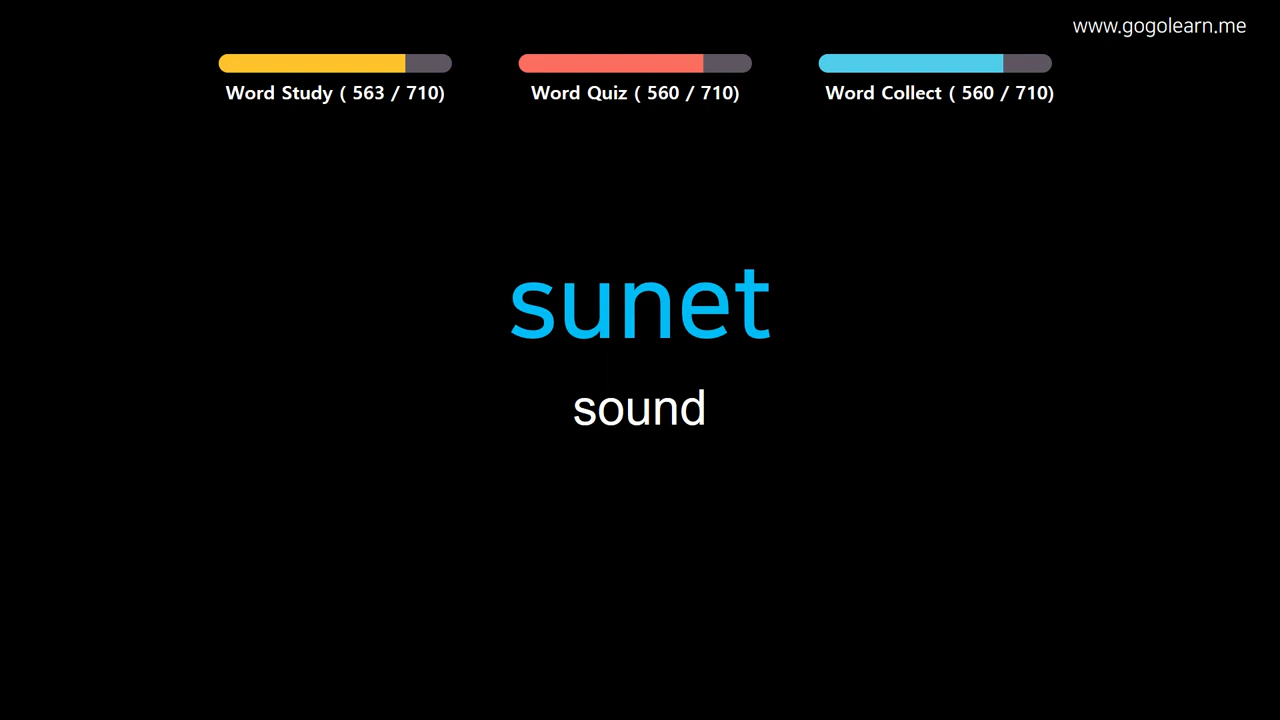 www.gogolearn.me
Word Study ( 563 / 710)
Word Quiz ( 560 / 710)
Word Collect ( 560 / 710)
sunet
sound